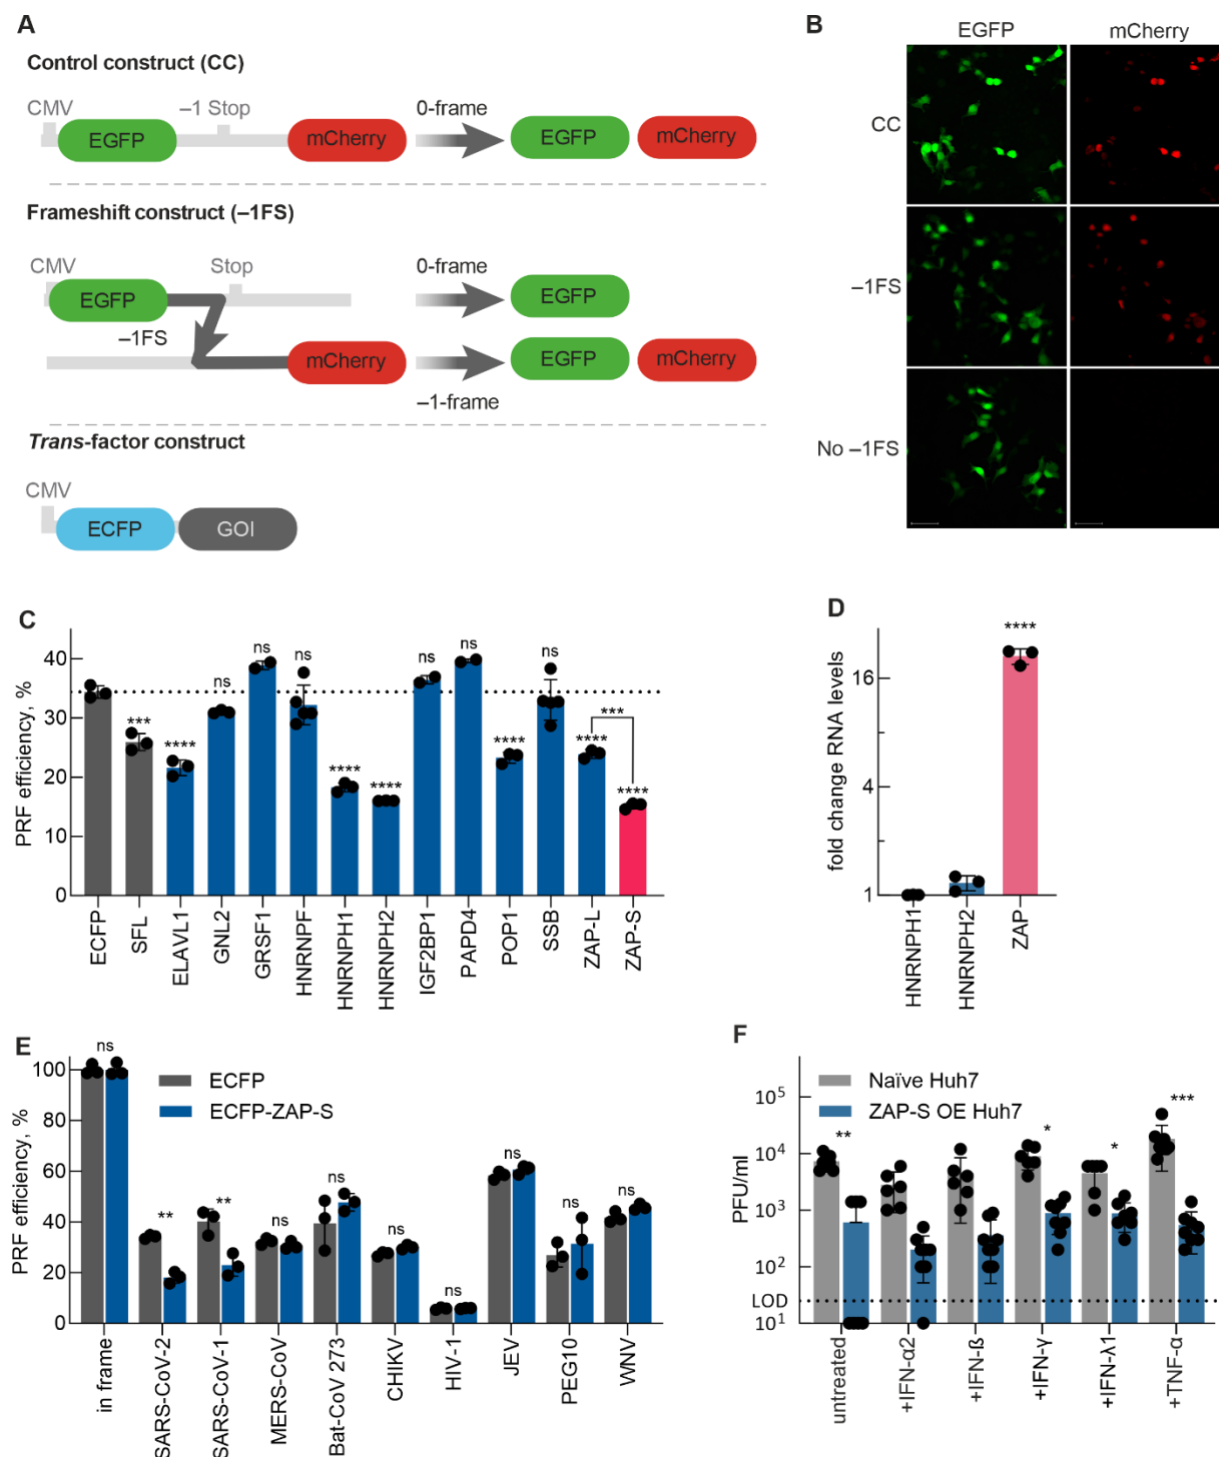 A
Control construct (CC)
CMV
–1 Stop
0-frame
EGFP
mCherry
EGFP
mCherry
Frameshift construct (–1FS)
CMV
Stop
0-frame
EGFP
EGFP
–1FS
mCherry
EGFP
mCherry
–1-frame
Trans-factor construct
CMV
ECFP
GOI
B
EGFP
mCherry
CC
–1FS
No –1FS
C
PRF efficiency, %
40
30
20
10
0
***
****
ns
ns
ns
****
****
ns
ns
****
ns
****
***
****
ECFP
SFL
ELAVL1
GNL2
GRSF1
HNRNPF
HNRNPH1
HNRNPH2
IGF2BP1
PAPD4
POP1
SSB
ZAP-L
ZAP-S
D
fold change RNA levels
16
4
1
****
HNRNPH1
HNRNPH2
ZAP
E
PRF efficiency, %
100
80
60
40
20
0
ECFP
ECFP-ZAP-S
ns
**
**
ns
ns
ns
ns
ns
ns
ns
in frame
SARS-CoV-2
SARS-CoV-1
MERS-CoV
Bat-CoV 273
CHIKV
HIV-1
JEV
PEG10
WNV
F
PFU/ml
10⁵
10⁴
10³
10²
LOD
10¹
Naïve Huh7
ZAP-S OE Huh7
**
*
*
***
untreated
+IFN-α2
+IFN-ß
+IFN-γ
+IFN-λ1
+TNF-α